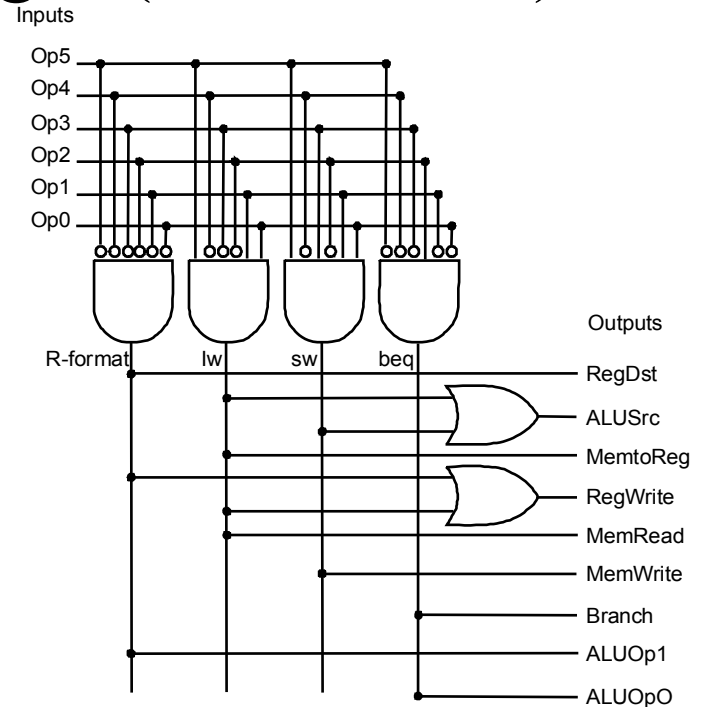 Inputs
Op5
Op4
Op3
Op2
Op1
Op0
R-format
lw
sw
beq
Outputs
RegDst
ALUSrc
MemtoReg
RegWrite
MemRead
MemWrite
Branch
ALUOp1
ALUOpO